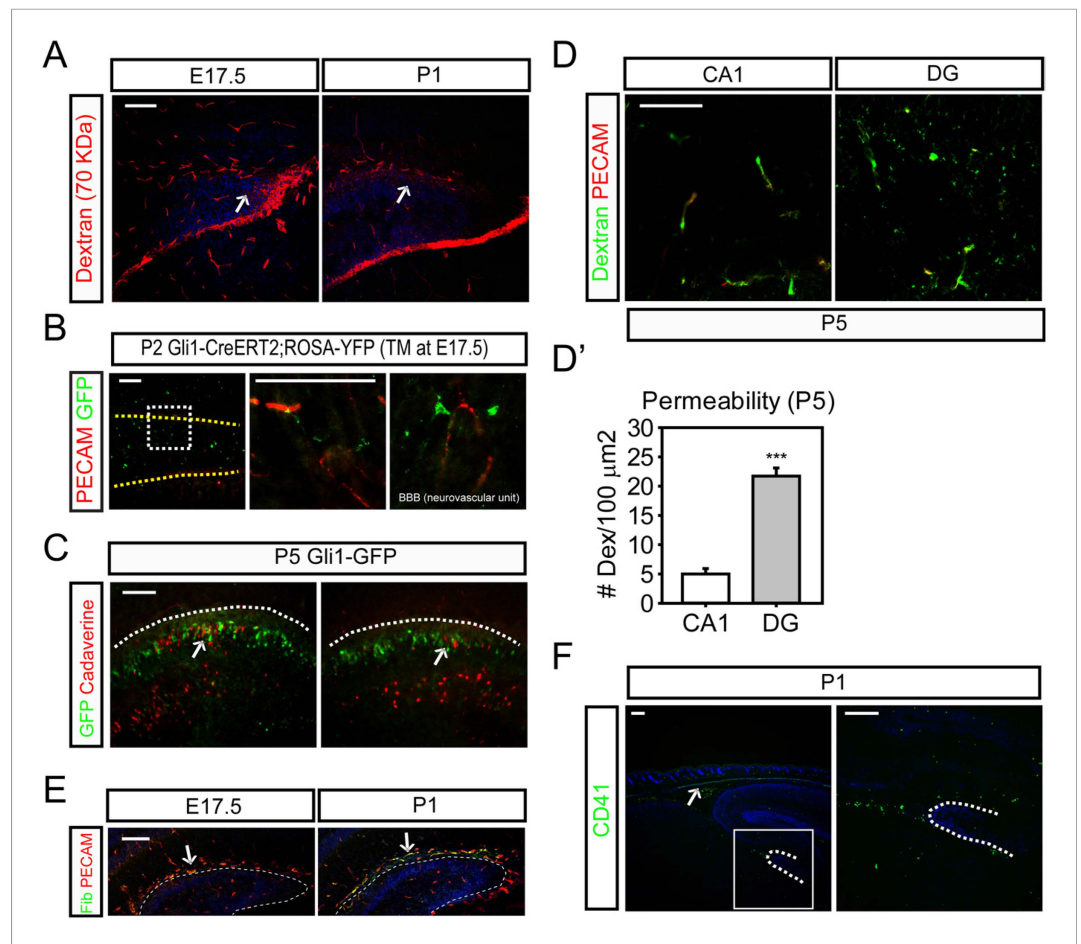 A
E17.5
P1
Dextran (70 KDa)
B
P2 Gli1-CreERT2;ROSA-YFP (TM at E17.5)
PECAM GFP
BBB (neurovascular unit)
C
P5 Gli1-GFP
GFP Cadaverine
E
E17.5
P1
Fib PECAM
D
CA1
DG
Dextran PECAM
P5
D’
Permeability (P5)
# Dex/100 μm2
30
25
20
15
10
5
0
***
CA1
DG
F
P1
CD41